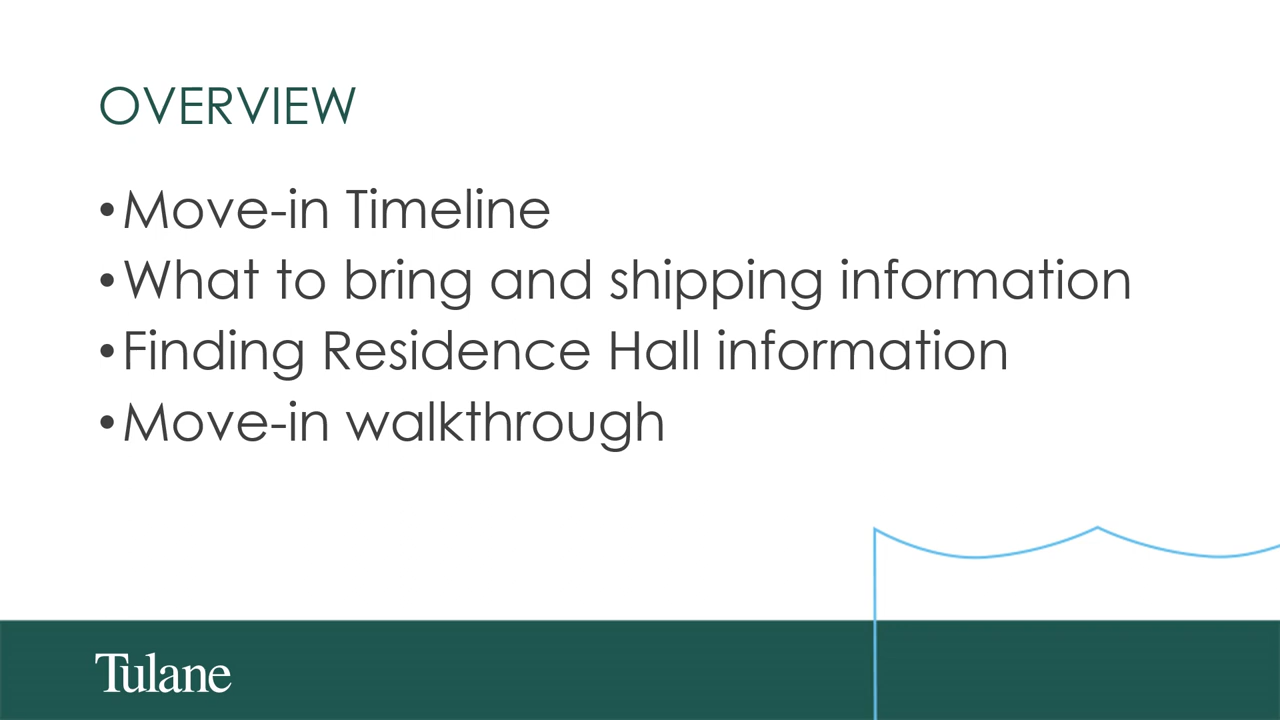 OVERVIEW
•Move-in Timeline
•What to bring and shipping information
•Finding Residence Hall information
•Move-in walkthrough
Tulane